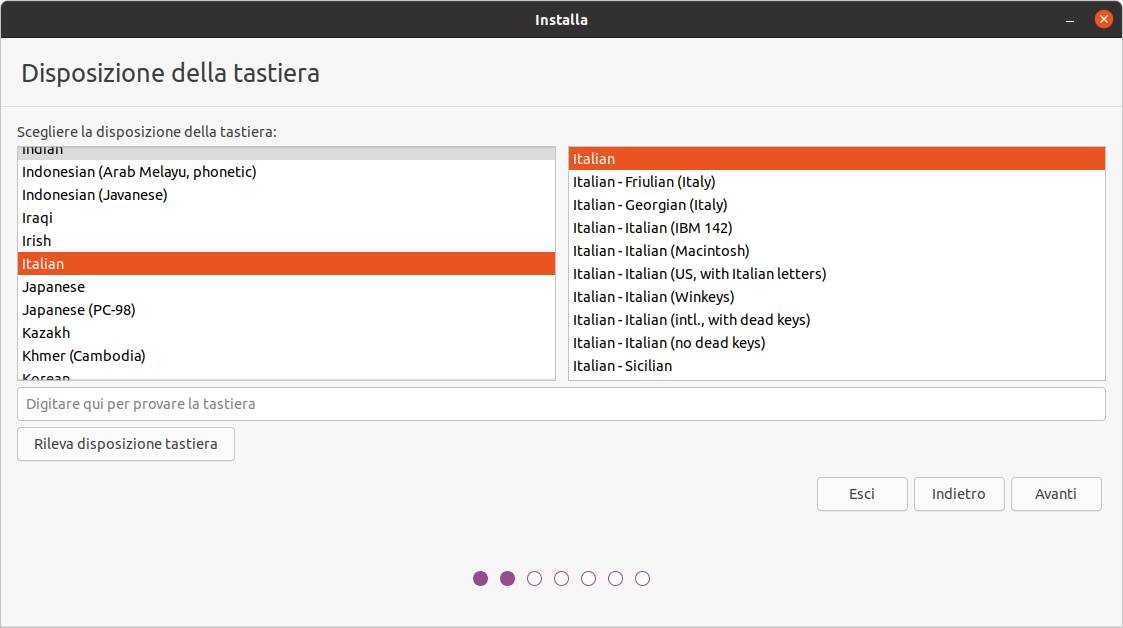 Installa
Disposizione della tastiera
Scegliere la disposizione della tastiera:
Indian
Indonesian (Arab Melayu, phonetic)
Indonesian (Javanese)
Iraqi
Irish
Italian
Japanese
Japanese (PC-98)
Kazakh
Khmer (Cambodia)
Korean
Italian
Italian - Friulian (Italy)
Italian - Georgian (Italy)
Italian - Italian (IBM 142)
Italian - Italian (Macintosh)
Italian - Italian (US, with Italian letters)
Italian - Italian (Winkeys)
Italian - Italian (intl., with dead keys)
Italian - Italian (no dead keys)
Italian - Sicilian
Digitare qui per provare la tastiera
Rileva disposizione tastiera
Esci
Indietro
Avanti